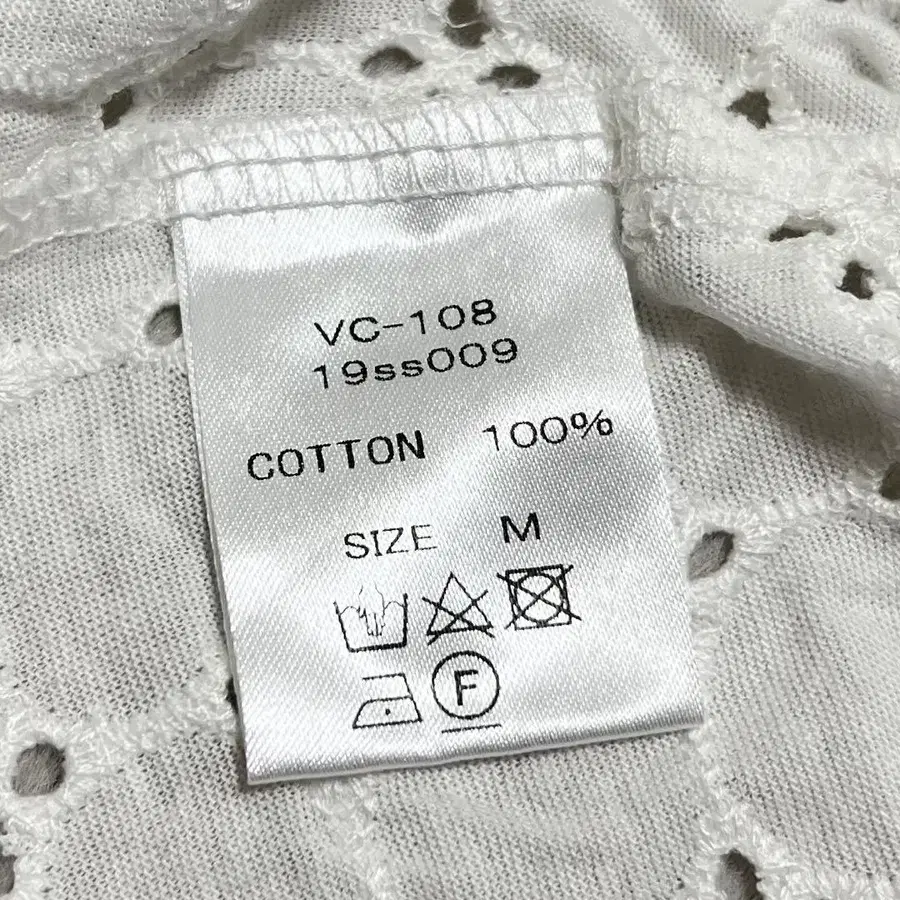 VC-108
19ss009
COTTON 100%
SIZE M
F